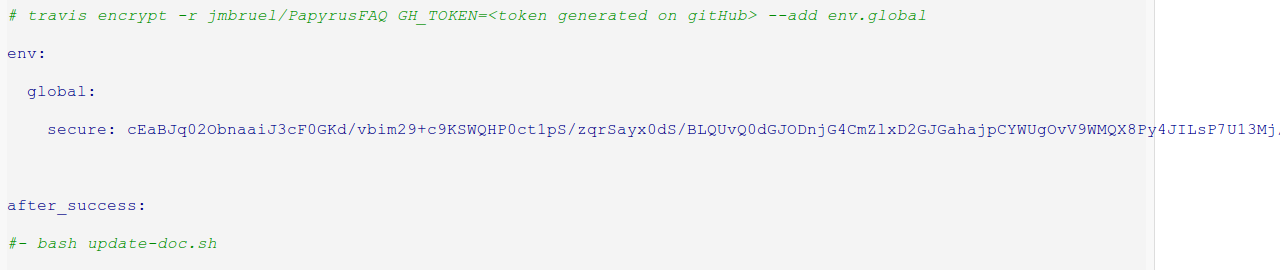 # travis encrypt -r jmbruel/PapyrusFAQ GH_TOKEN=<token generated on gitHub> --add env.global
env:
  global:
    secure: cEaBJq02ObnaaiJ3cF0GKd/vbim29+c9KSWQHP0ct1pS/zqrSayx0dS/BLQUvQ0dGJODnjG4CmZlxD2GJGahajpCYWUgOvV9WMQX8Py4JILsP7U13Mj
after_success:
#- bash update-doc.sh